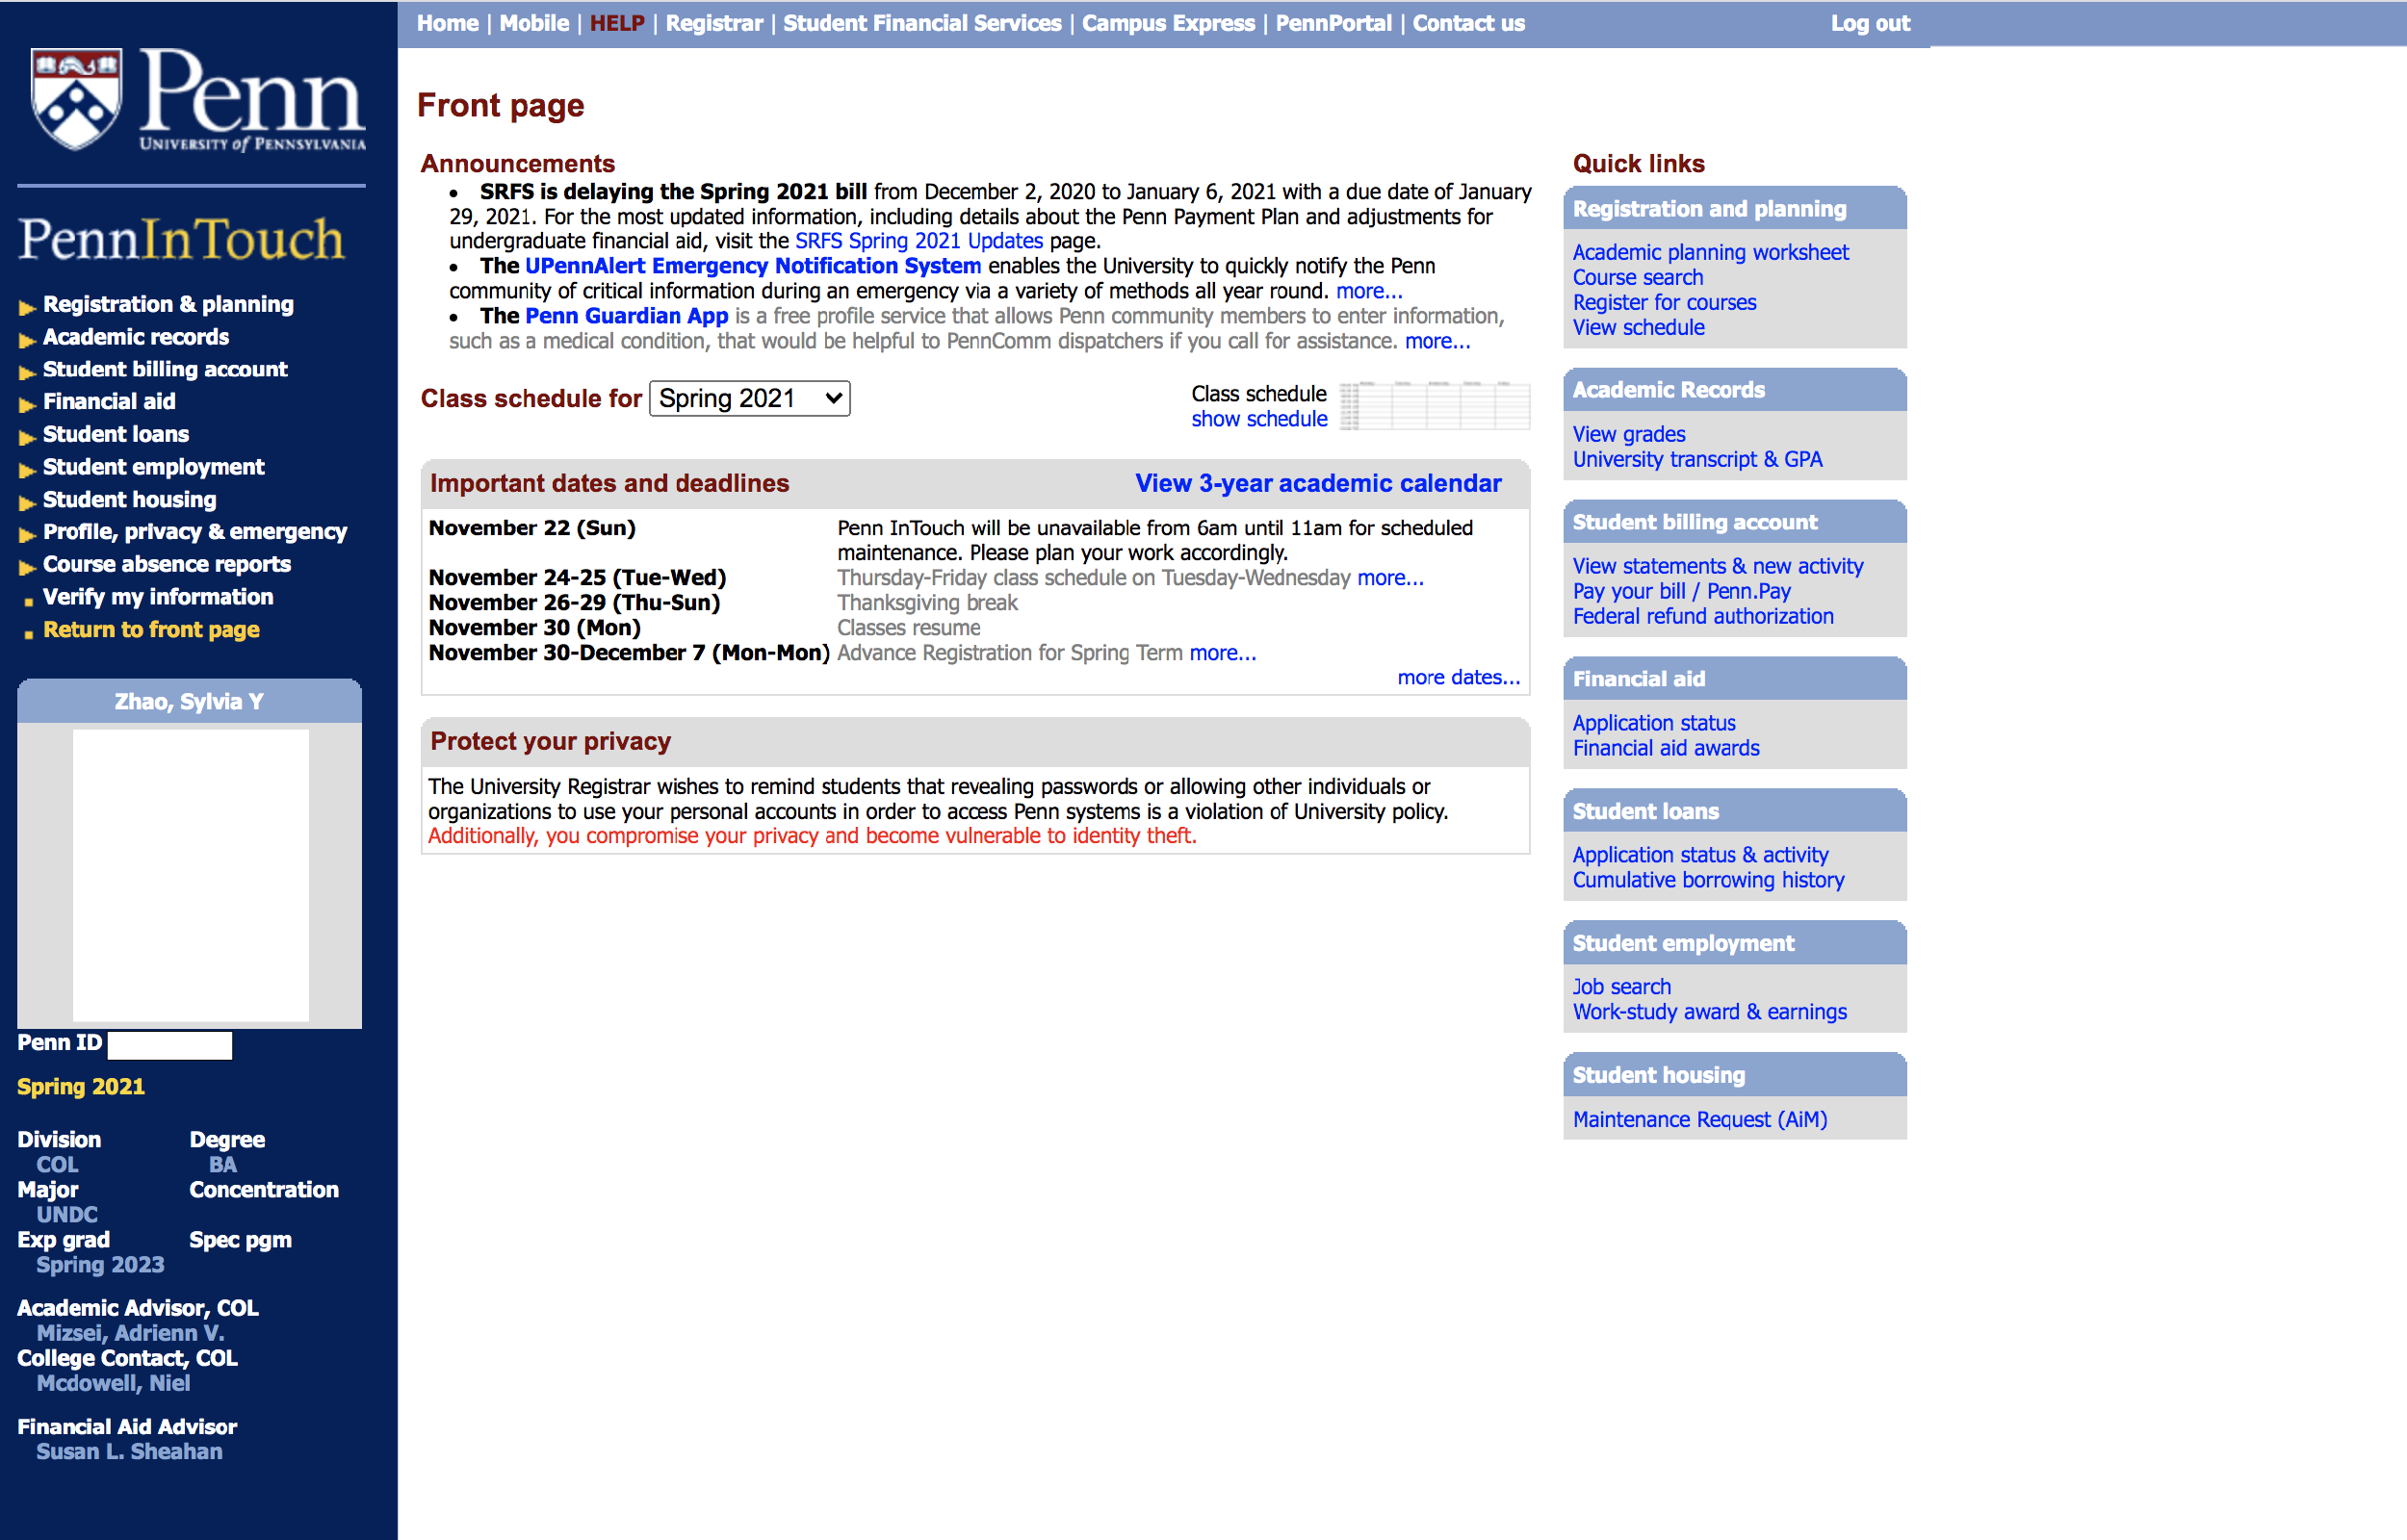 Home | Mobile | HELP | Registrar | Student Financial Services | Campus Express | PennPortal | Contact us
Log out
Penn
UNIVERSITY of PENNSYLVANIA
PennInTouch
Registration & planning
Academic records
Student billing account
Financial aid
Student loans
Student employment
Student housing
Profile, privacy & emergency
Course absence reports
Verify my information
Return to front page
Zhao, Sylvia Y
Penn ID
Spring 2021
Division Degree
COL BA
Major Concentration
UNDC
Exp grad Spec pgm
Spring 2023
Academic Advisor, COL
Mizsei, Adrienn V.
College Contact, COL
Mcdowell, Niel
Financial Aid Advisor
Susan L. Sheahan
Front page
Announcements
• SRFS is delaying the Spring 2021 bill from December 2, 2020 to January 6, 2021 with a due date of January
29, 2021. For the most updated information, including details about the Penn Payment Plan and adjustments for
undergraduate financial aid, visit the SRFS Spring 2021 Updates page.
• The UPennAlert Emergency Notification System enables the University to quickly notify the Penn
community of critical information during an emergency via a variety of methods all year round. more...
• The Penn Guardian App is a free profile service that allows Penn community members to enter information,
such as a medical condition, that would be helpful to PennComm dispatchers if you call for assistance. more...
Class schedule for Spring 2021
Class schedule
show schedule
Important dates and deadlines View 3-year academic calendar
November 22 (Sun) Penn InTouch will be unavailable from 6am until 11am for scheduled
maintenance. Please plan your work accordingly.
November 24-25 (Tue-Wed) Thursday-Friday class schedule on Tuesday-Wednesday more...
November 26-29 (Thu-Sun) Thanksgiving break
November 30 (Mon) Classes resume
November 30-December 7 (Mon-Mon) Advance Registration for Spring Term more...
more dates...
Protect your privacy
The University Registrar wishes to remind students that revealing passwords or allowing other individuals or
organizations to use your personal accounts in order to access Penn systems is a violation of University policy.
Additionally, you compromise your privacy and become vulnerable to identity theft.
Quick links
Registration and planning
Academic planning worksheet
Course search
Register for courses
View schedule
Academic Records
View grades
University transcript & GPA
Student billing account
View statements & new activity
Pay your bill / Penn.Pay
Federal refund authorization
Financial aid
Application status
Financial aid awards
Student loans
Application status & activity
Cumulative borrowing history
Student employment
Job search
Work-study award & earnings
Student housing
Maintenance Request (AiM)